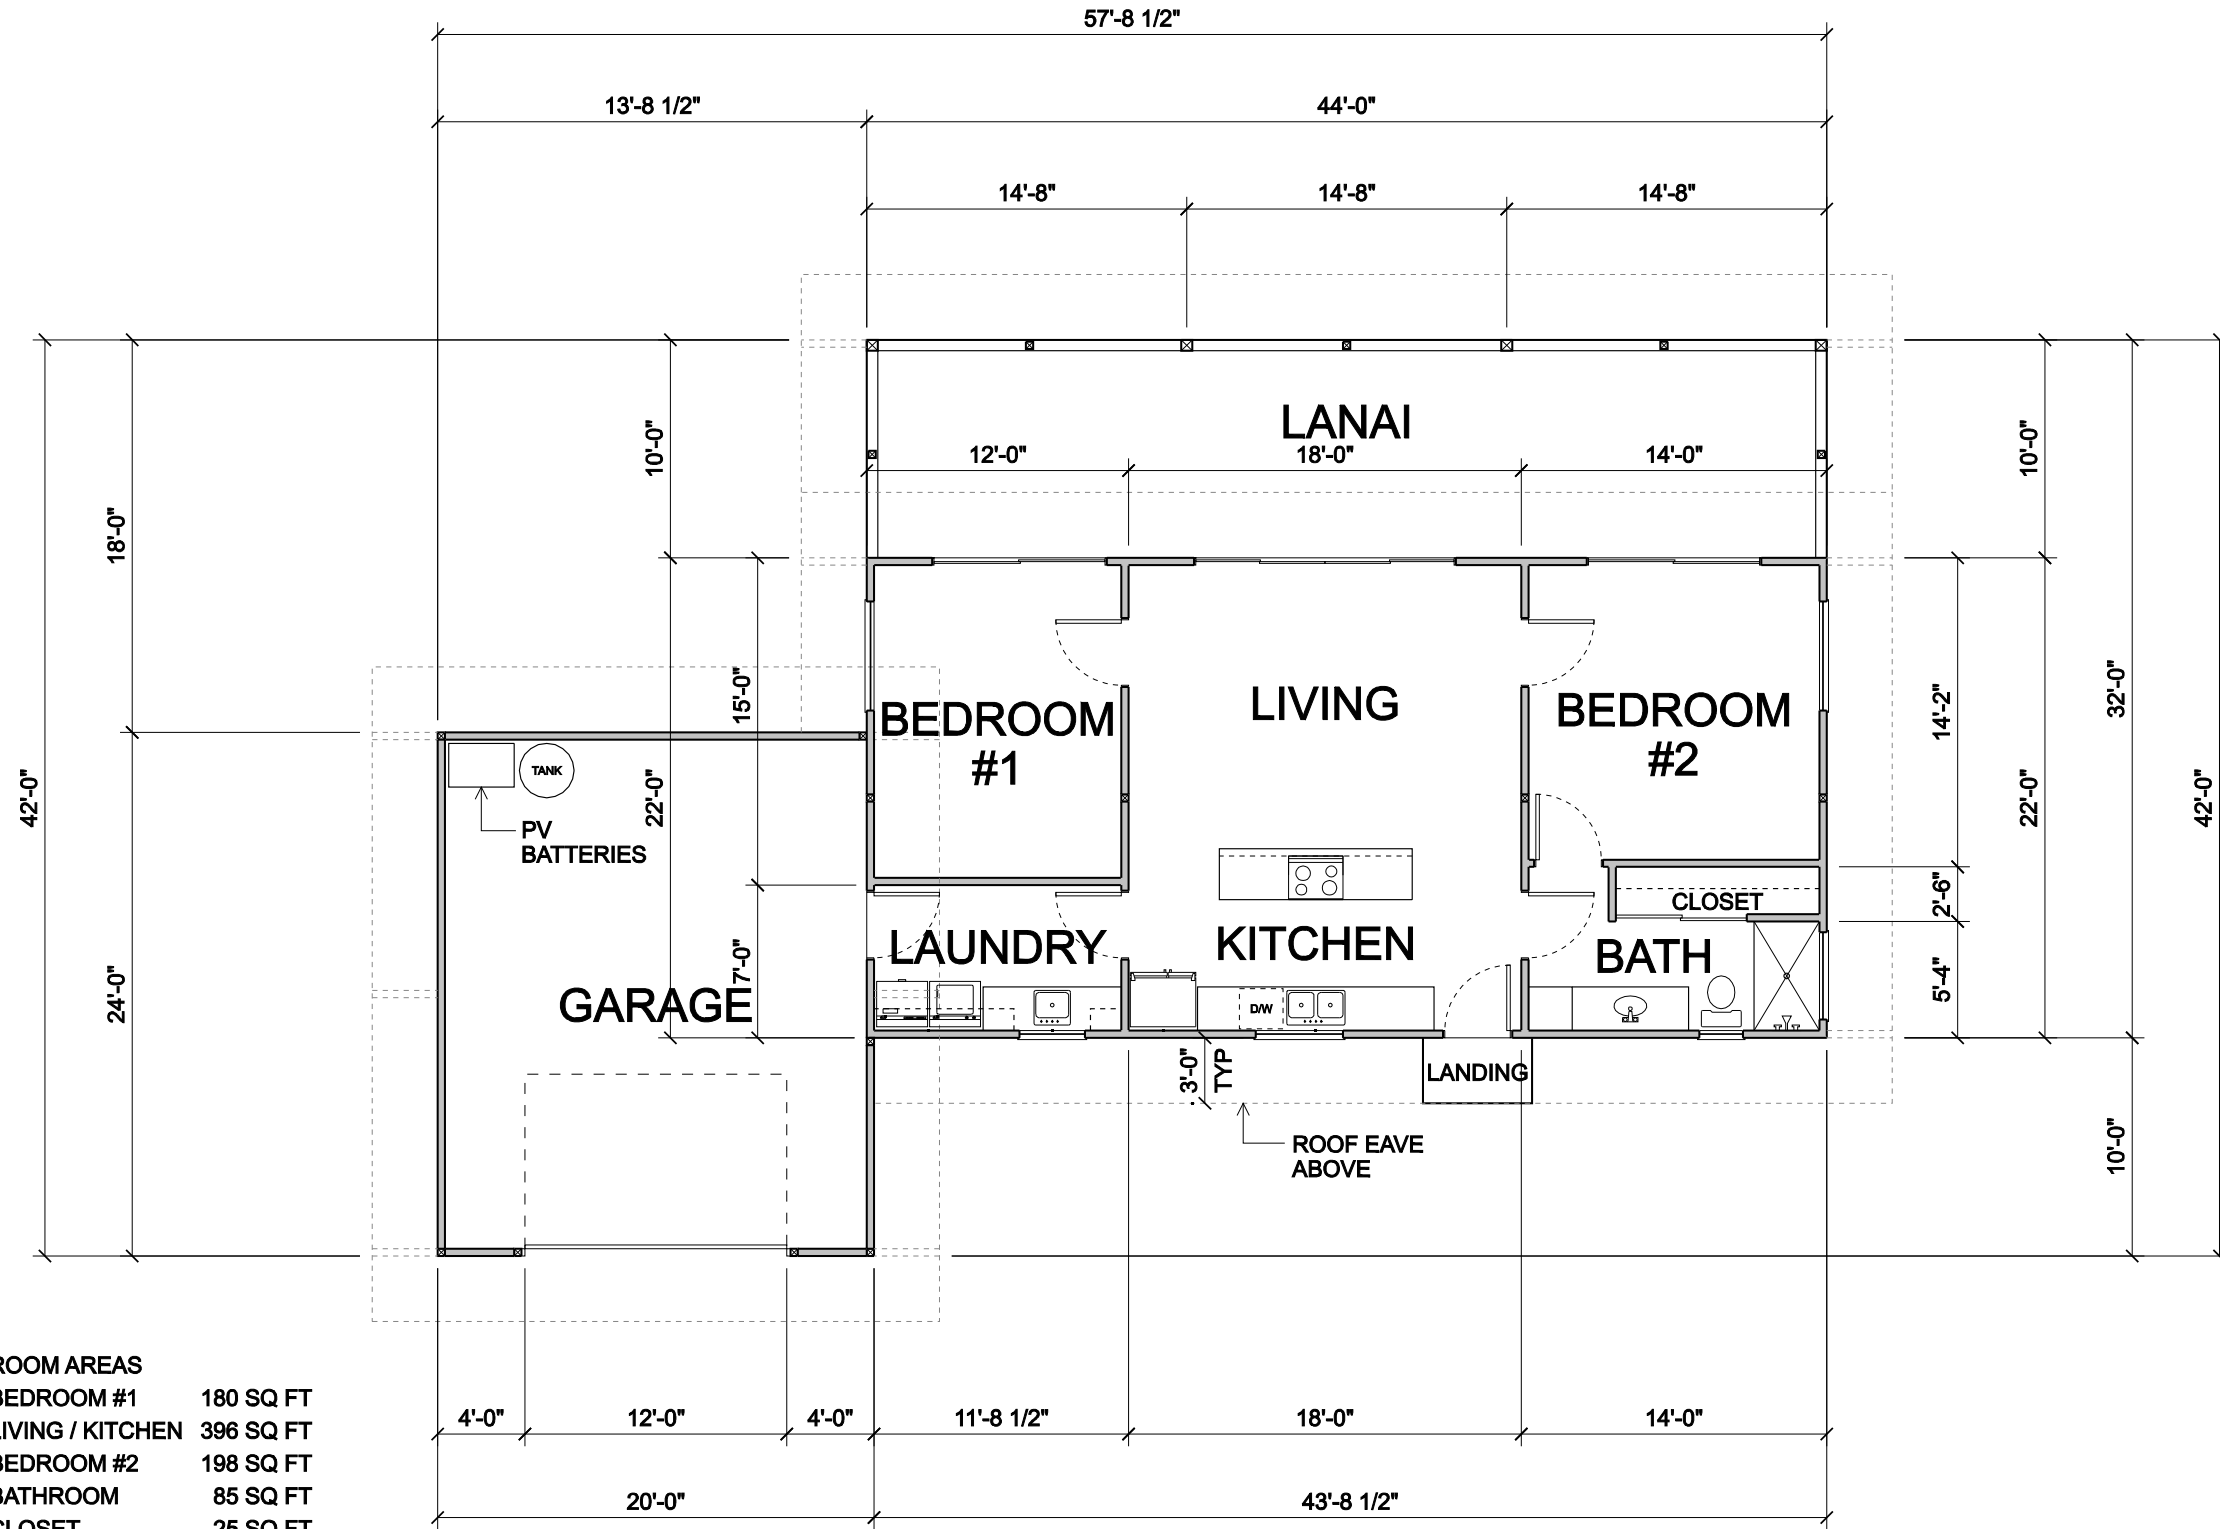 57'-8 1/2"
13'-8 1/2"
44'-0"
14'-8"
14'-8"
14'-8"
LANAI
12'-0"
18'-0"
14'-0"
10'-0"
10'-0"
18'-0"
15'-0"
14'-2"
32'-0"
BEDROOM
#1
LIVING
BEDROOM
#2
TANK
42'-0"
22'-0"
22'-0"
42'-0"
PV
BATTERIES
2'-6"
CLOSET
LAUNDRY
KITCHEN
BATH
24'-0"
7'-0"
5'-4"
GARAGE
D/W
3'-0"
TYP
LANDING
ROOF EAVE
ABOVE
10'-0"
ROOM AREAS
BEDROOM #1 180 SQ FT
LIVING / KITCHEN 396 SQ FT
BEDROOM #2 198 SQ FT
BATHROOM 85 SQ FT
CLOSET 25 SQ FT
4'-0"
12'-0"
4'-0"
11'-8 1/2"
18'-0"
14'-0"
20'-0"
43'-8 1/2"